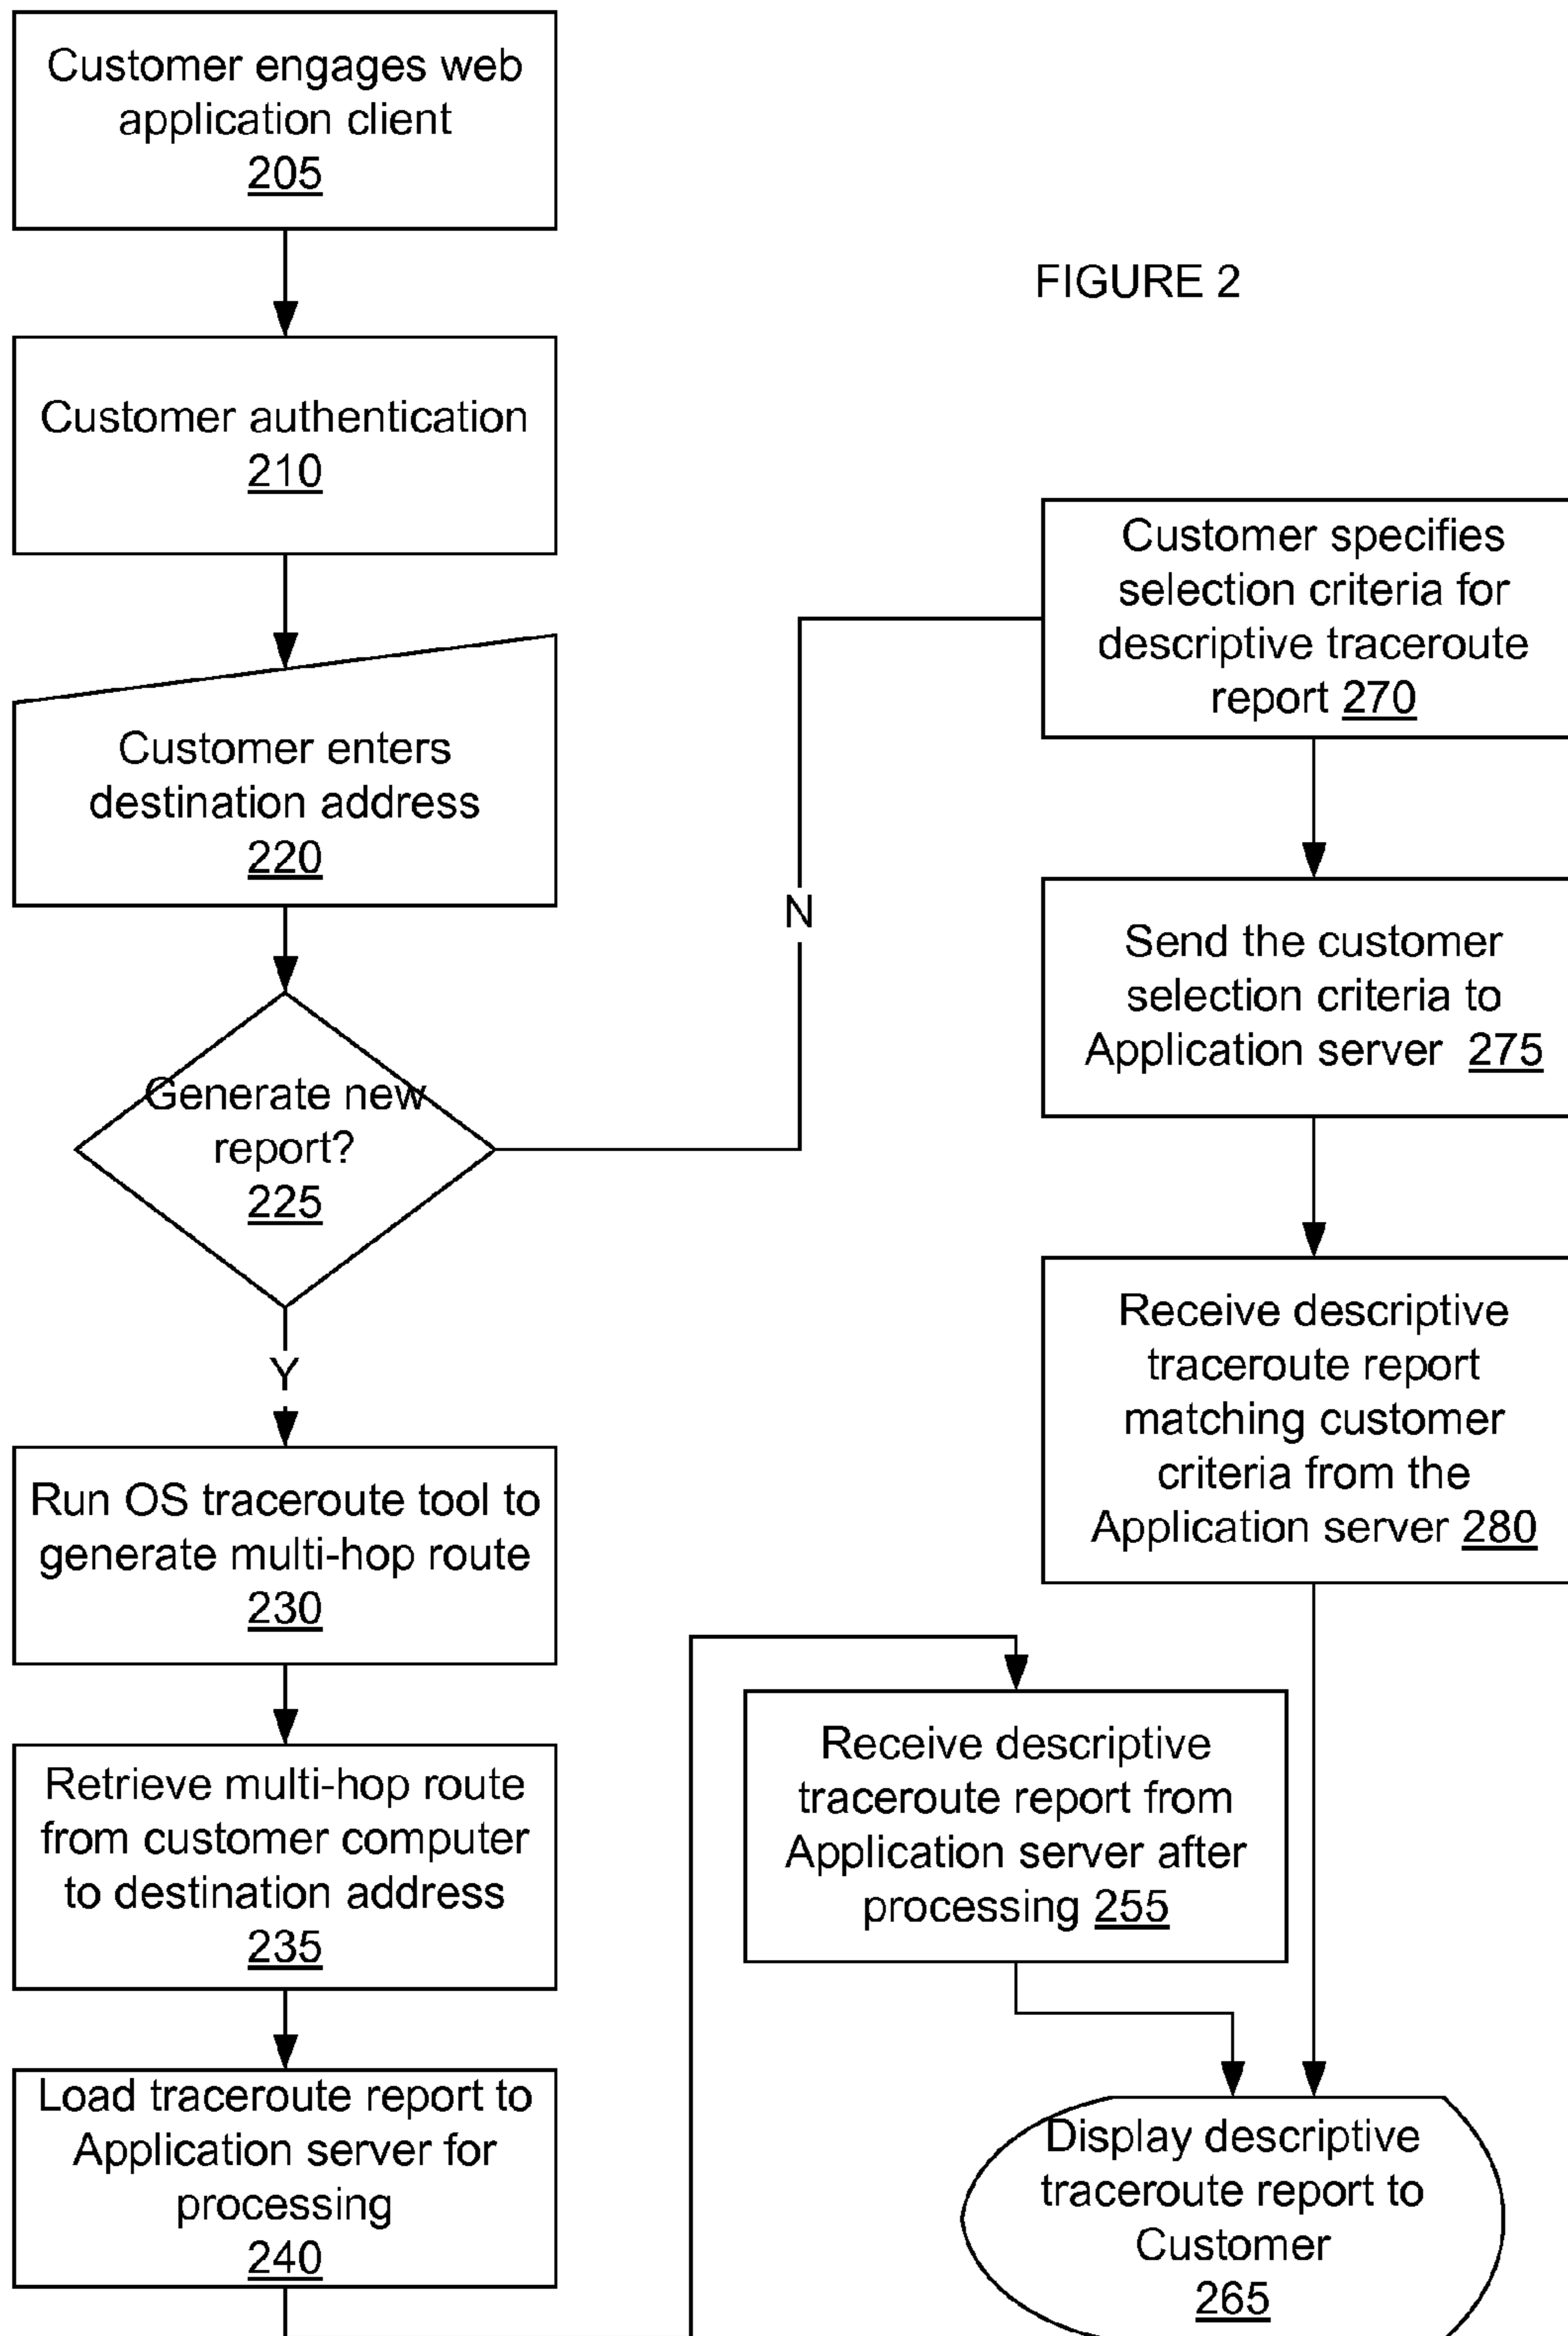 Customer engages web
application client
205
FIGURE 2
Customer authentication
210
Customer enters
destination address
220
Generate new
report?
225
N
Y
Run OS traceroute tool to
generate multi-hop route
230
Retrieve multi-hop route
from customer computer
to destination address
235
Load traceroute report to
Application server for
processing
240
Customer specifies
selection criteria for
descriptive traceroute
report 270
Send the customer
selection criteria to
Application server 275
Receive descriptive
traceroute report
matching customer
criteria from the
Application server 280
Receive descriptive
traceroute report from
Application server after
processing 255
Display descriptive
traceroute report to
Customer
265